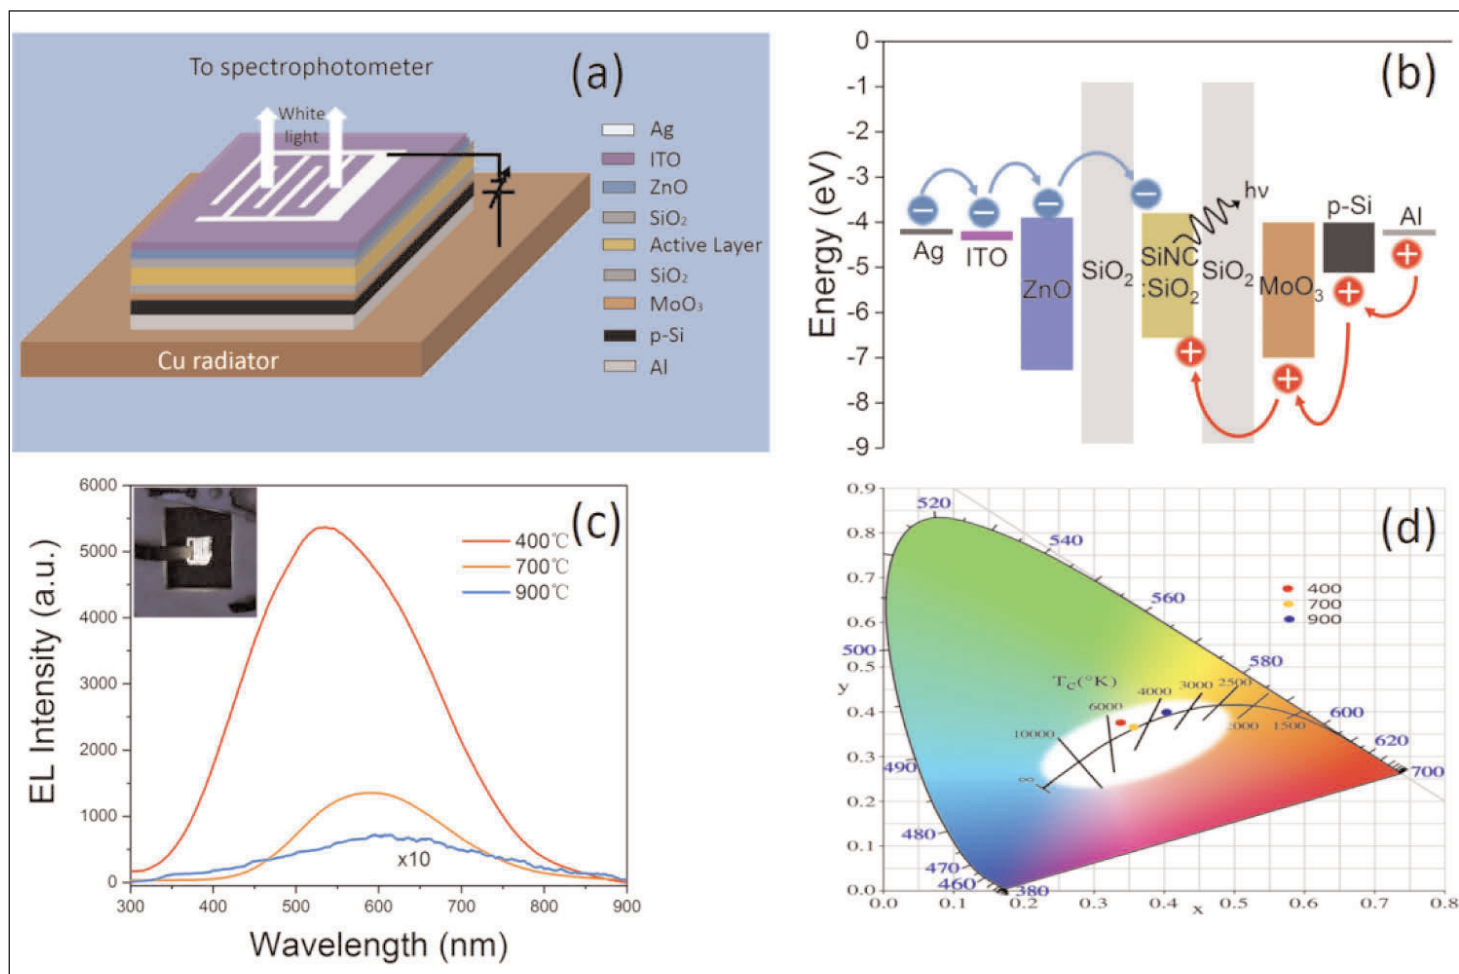 (a)
To spectrophotometer
White
light
Ag
ITO
ZnO
SiO₂
Active Layer
SiO₂
MoO₃
p-Si
Al
Cu radiator
(b)
Energy (eV)
0
-1
-2
-3
-4
-5
-6
-7
-8
-9
hν
Ag
ITO
ZnO
SiO₂
SiNC
:SiO₂
SiO₂
MoO₃
p-Si
Al
(c)
EL Intensity (a.u.)
6000
5000
4000
3000
2000
1000
0
400℃
700℃
900℃
x10
300 400 500 600 700 800 900
Wavelength (nm)
(d)
y
0.9
0.8
0.7
0.6
0.5
0.4
0.3
0.2
0.1
0.0
520
540
560
580
600
620
700
500
490
480
470
460
380
400
700
900
T_C(°K)
∞
10000
6000
4000
3000
2500
2000
1500
0.0 0.1 0.2 0.3 0.4 0.5 0.6 0.7 0.8
x